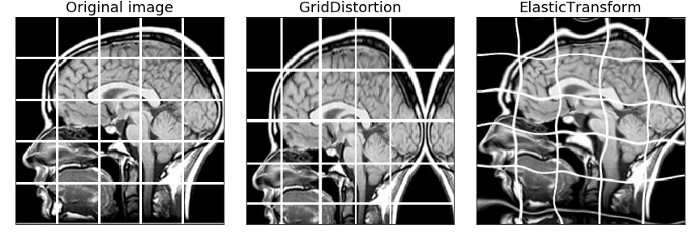 Original image
GridDistortion
ElasticTransform